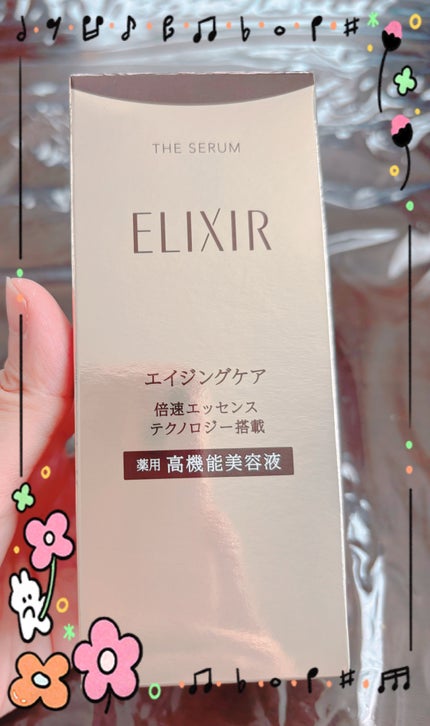 THE SERUM
ELIXIR
エイジングケア
倍速エッセンス
テクノロジー搭載
薬用 高機能美容液